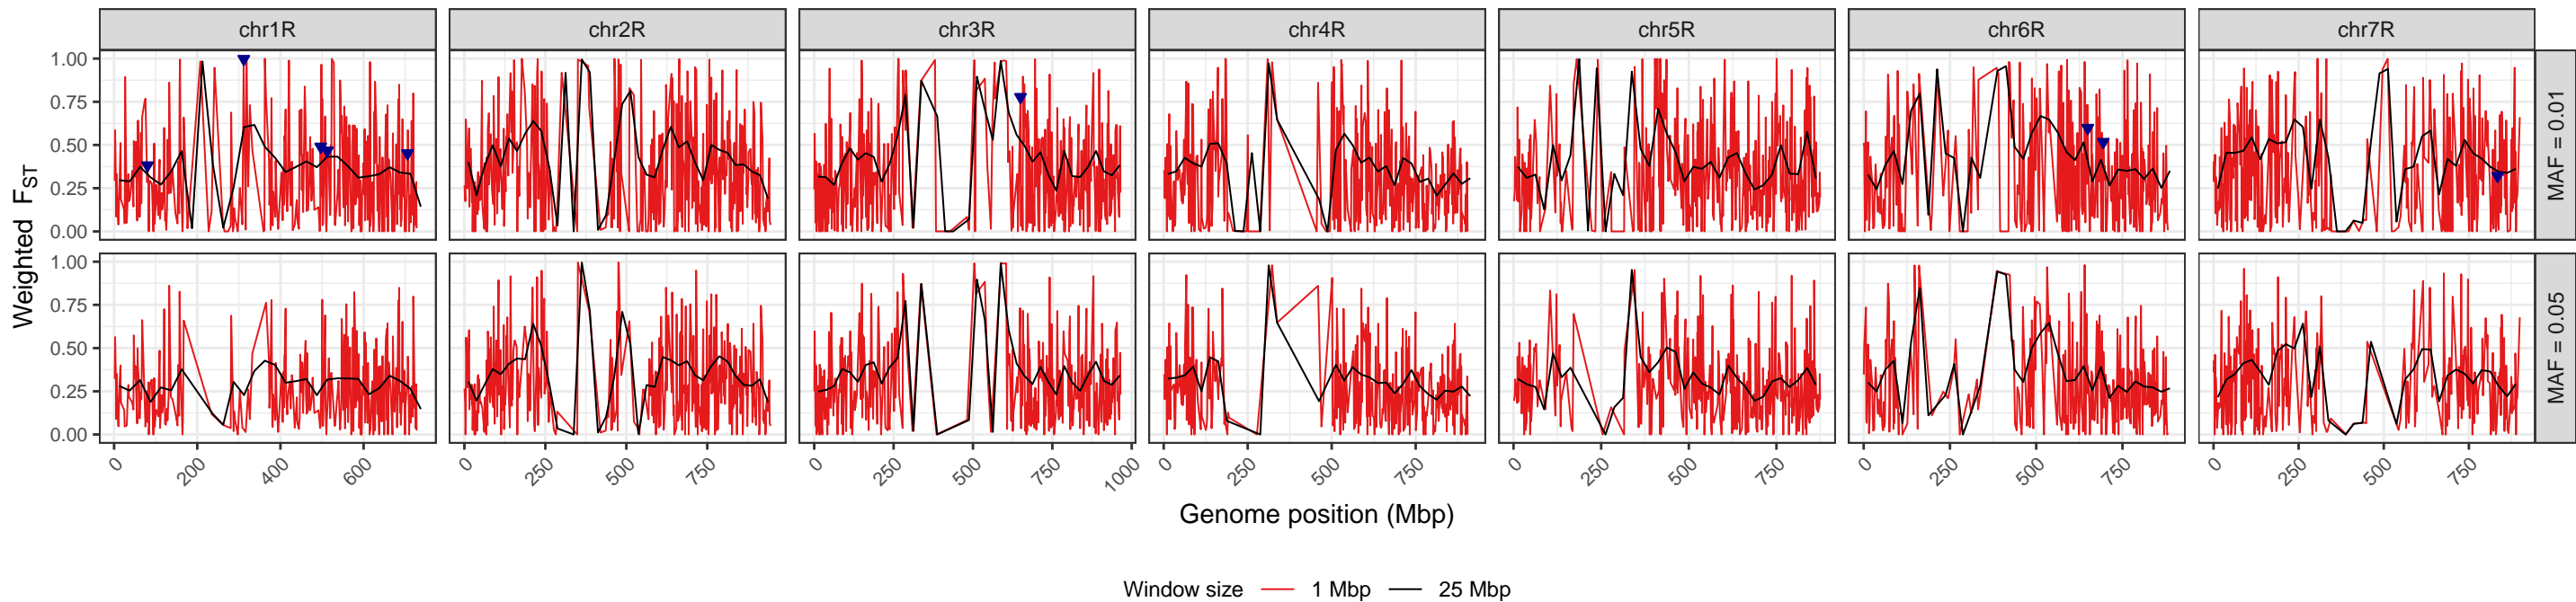 chr1R chr2R chr3R chr4R chr5R chr6R chr7R
1.00
0.75
0.50
0.25
0.00
MAF = 0.01
1.00
0.75
0.50
0.25
0.00
MAF = 0.05
Weighted FST
0 200 400 600 0 250 500 750 0 250 500 750 1000 0 250 500 750 0 250 500 750 0 250 500 750 0 250 500 750
Genome position (Mbp)
Window size 1 Mbp 25 Mbp